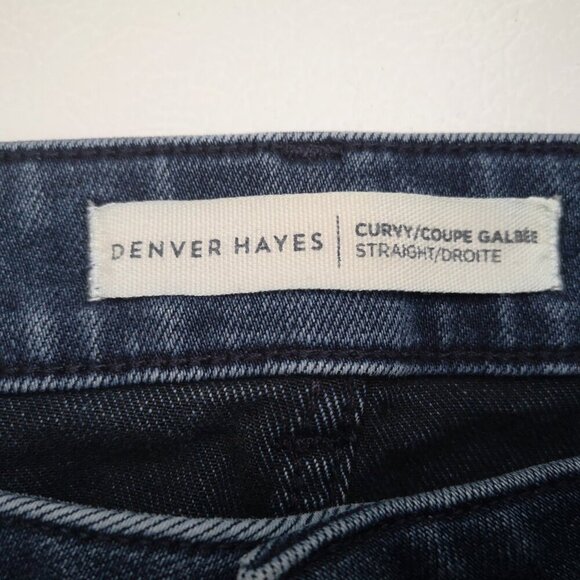 DENVER HAYES
CURVY/COUPE GALBÉE
STRAIGHT/DROITE